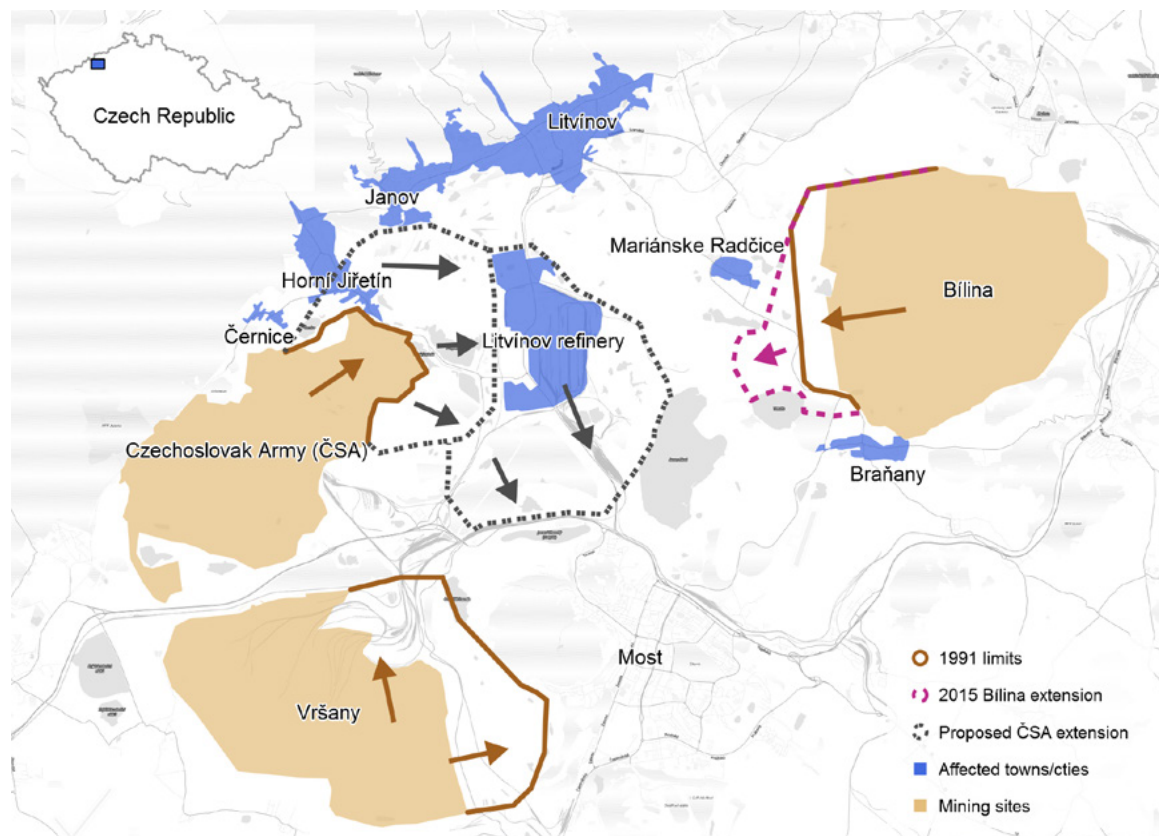 Czech Republic
Litvínov
Janov
Mariánske Radčice
Horní Jiřetín
Bílina
Černice
Litvínov refinery
Czechoslovak Army (ČSA)
Braňany
Most
Vršany
1991 limits
2015 Bílina extension
Proposed ČSA extension
Affected towns/cties
Mining sites